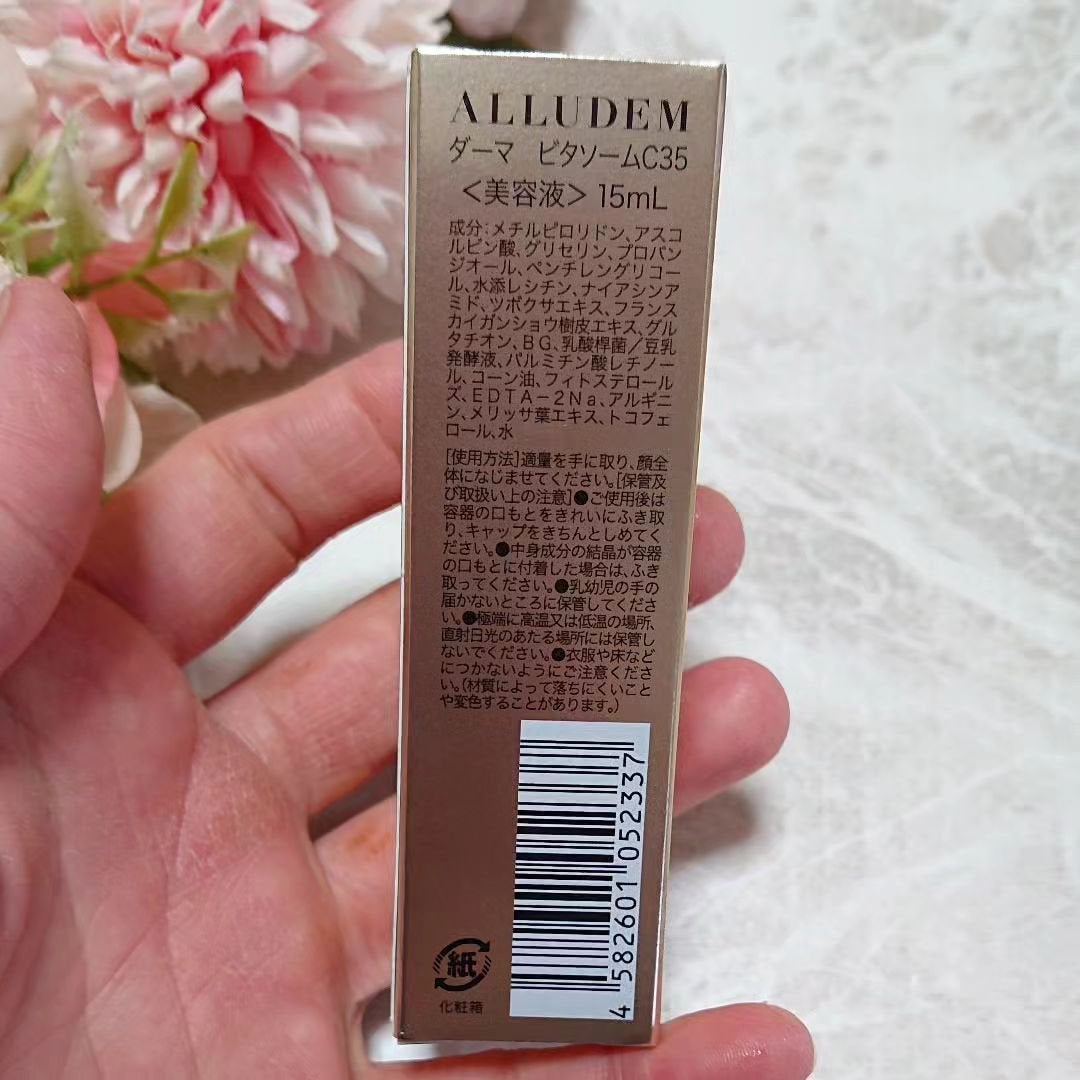 ALLUDEM
ダーマ ビタソームC35
＜美容液＞ 15mL
成分:メチルピロリドン、アスコ
ルビン酸、グリセリン、プロパン
ジオール、ペンチレングリコー
ル、水添レシチン、ナイアシンア
ミド、ツボクサエキス、フランス
カイガンショウ樹皮エキス、グル
タチオン、BG、乳酸桿菌／豆乳
発酵液、パルミチン酸レチノー
ル、コーン油、フィトステロール
ズ、EDTA－2Na、アルギニ
ン、メリッサ葉エキス、トコフェ
ロール、水
[使用方法]適量を手に取り、顔全
体になじませてください。[保管及
び取扱い上の注意]●ご使用後は
容器の口もとをきれいにふき取
り、キャップをきちんとしめてく
ださい。●中身成分の結晶が容器
の口もとに付着した場合は、ふき
取ってください。●乳幼児の手の
届かないところに保管してくださ
い。●極端に高温又は低温の場所、
直射日光のあたる場所には保管し
ないでください。●衣服や床など
につかないようにご注意くださ
い。(材質によって落ちにくいこと
や変色することがあります。)
4 582601 052337
紙
化粧箱